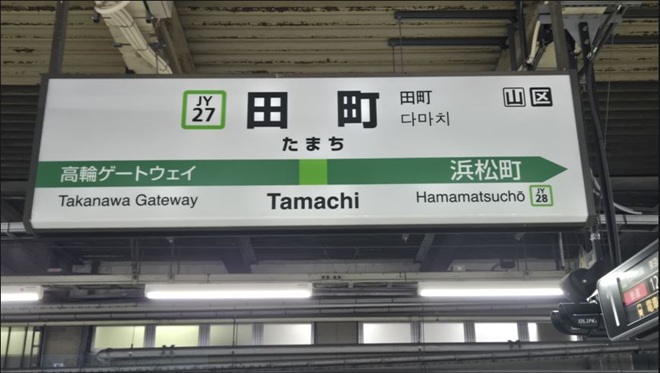 JY
27
田町
田町
다마치
山区
たまち
高輪ゲートウェイ
浜松町
Takanawa Gateway
Tamachi
Hamamatsuchō
JY
28